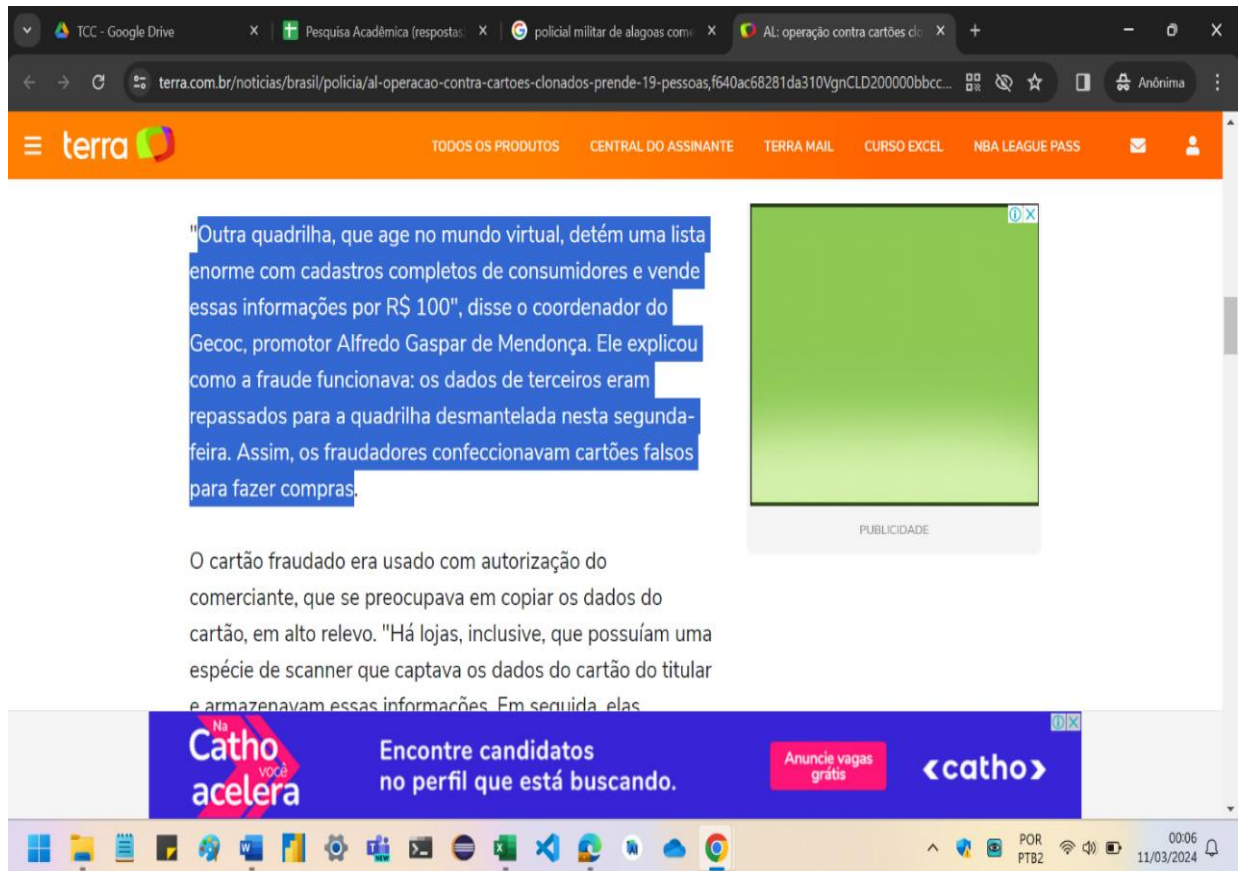 TCC - Google Drive
Pesquisa Acadêmica (respostas)
policial militar de alagoas com
AL: operação contra cartões clo
terra.com.br/noticias/brasil/policia/al-operacao-contra-cartoes-clonados-prende-19-pessoas,f640ac68281da310VgnCLD200000bbcc...
Anônima
terra
TODOS OS PRODUTOS CENTRAL DO ASSINANTE TERRA MAIL CURSO EXCEL NBA LEAGUE PASS
"Outra quadrilha, que age no mundo virtual, detém uma lista
enorme com cadastros completos de consumidores e vende
essas informações por R$ 100", disse o coordenador do
Gecoc, promotor Alfredo Gaspar de Mendonça. Ele explicou
como a fraude funcionava: os dados de terceiros eram
repassados para a quadrilha desmantelada nesta segunda-
feira. Assim, os fraudadores confeccionavam cartões falsos
para fazer compras.
PUBLICIDADE
O cartão fraudado era usado com autorização do
comerciante, que se preocupava em copiar os dados do
cartão, em alto relevo. "Há lojas, inclusive, que possuíam uma
espécie de scanner que captava os dados do cartão do titular
e armazenavam essas informações. Em seguida, elas
Na
Catho
você
acelera
Encontre candidatos
no perfil que está buscando.
Anuncie vagas
grátis
catho
POR
PTB2
00:06
11/03/2024